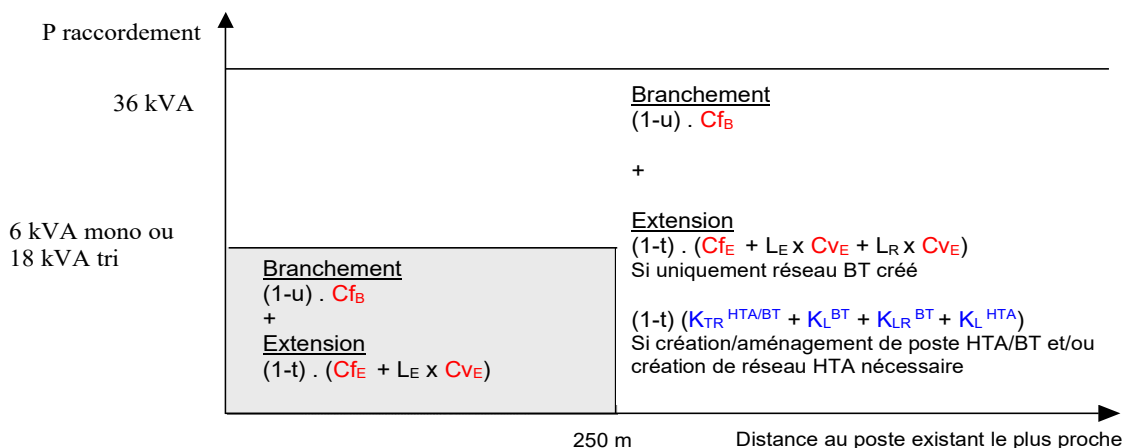 P raccordement
36 kVA
Branchement
(1-u) . CfB
+
Extension
(1-t) . (CfE + LE x CvE + LR x CvE)
Si uniquement réseau BT créé
(1-t) (KTR HTA/BT + KL BT + KLR BT + KL HTA)
Si création/aménagement de poste HTA/BT et/ou
création de réseau HTA nécessaire
6 kVA mono ou
18 kVA tri
Branchement
(1-u) . CfB
+
Extension
(1-t) . (CfE + LE x CvE)
250 m
Distance au poste existant le plus proche